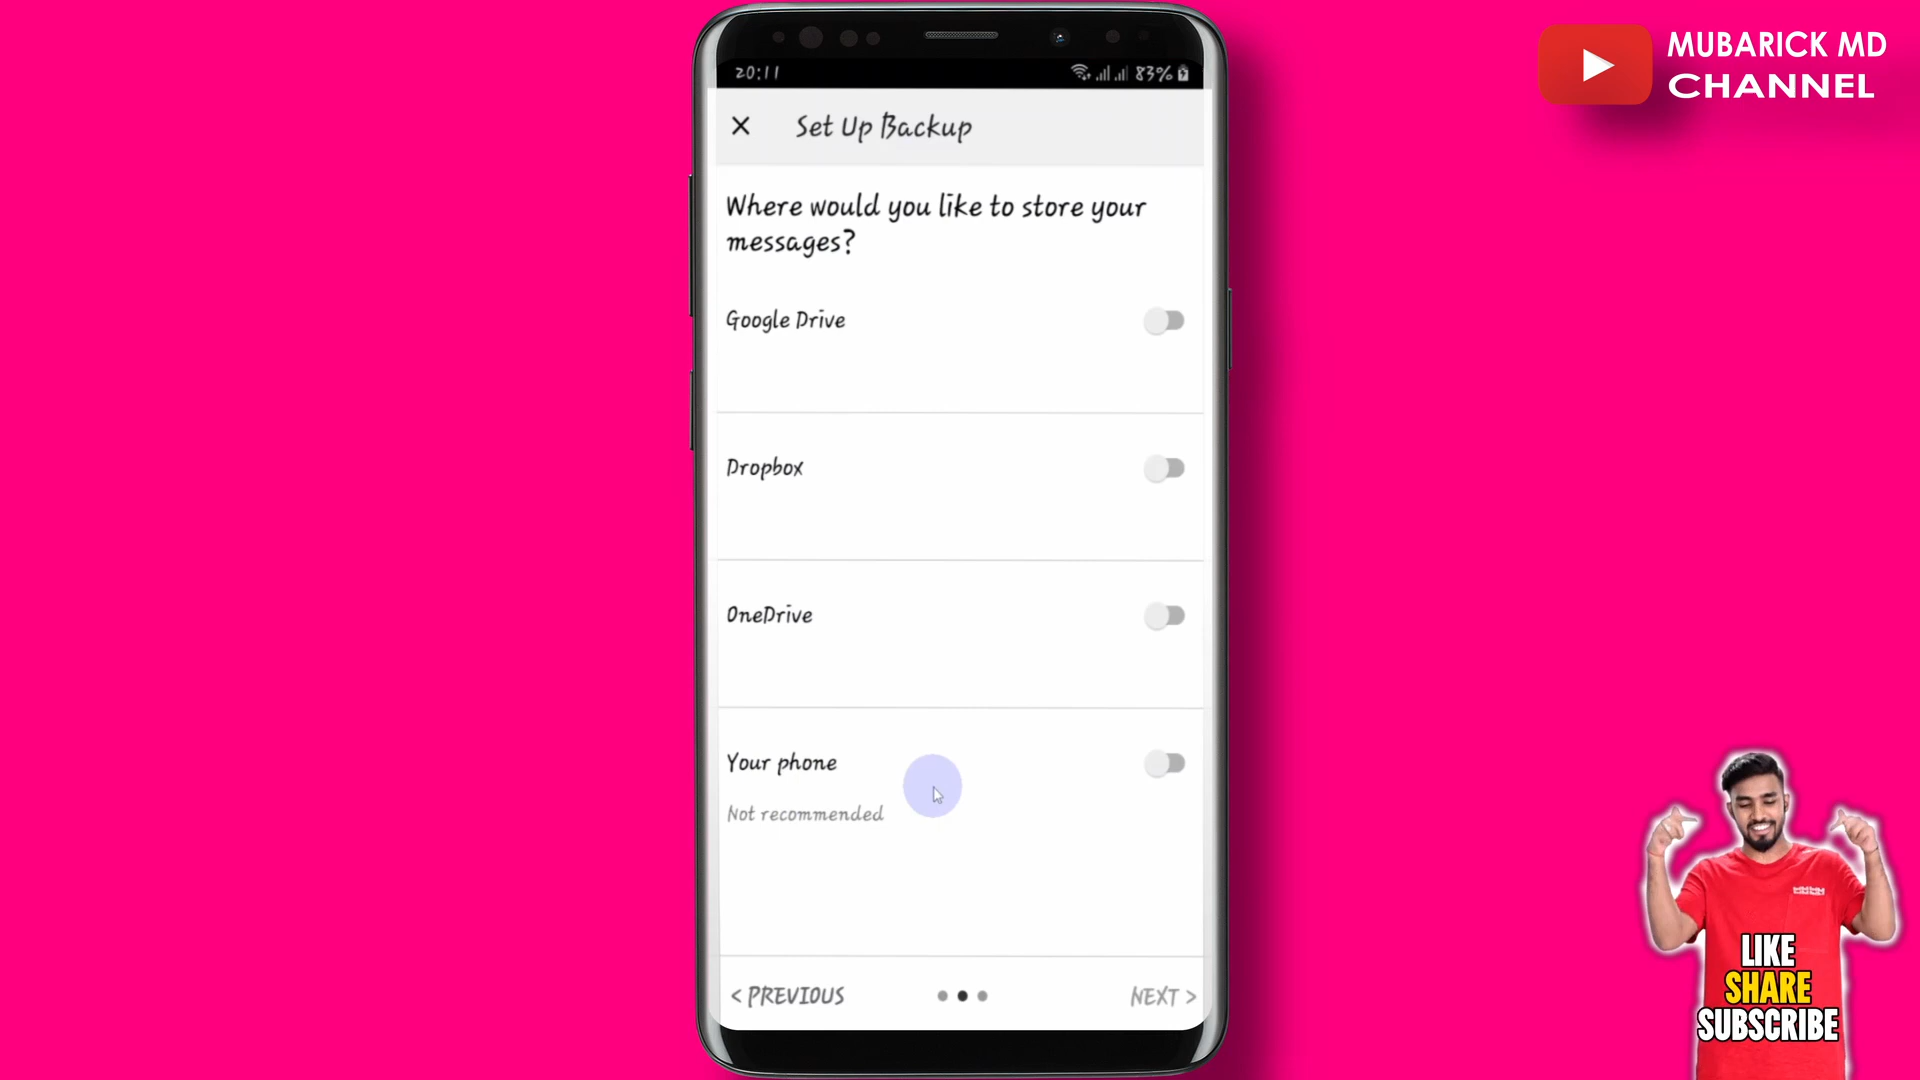 MUBARICK MD
CHANNEL
20:11
83%
Set Up Backup
Where would you like to store your
messages?
Google Drive
Dropbox
OneDrive
Your phone
Not recommended
< PREVIOUS
NEXT >
LIKE
SHARE
SUBSCRIBE